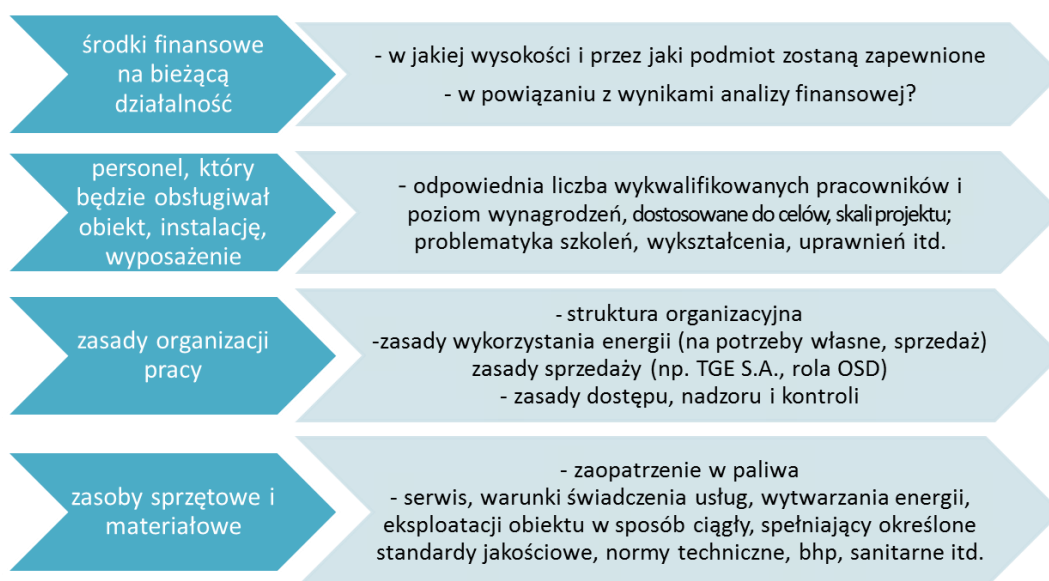 środki finansowe
na bieżącą
działalność
- w jakiej wysokości i przez jaki podmiot zostaną zapewnione
- w powiązaniu z wynikami analizy finansowej?
personel, który
będzie obsługiwał
obiekt, instalację,
wyposażenie
- odpowiednia liczba wykwalifikowanych pracowników i
poziom wynagrodzeń, dostosowane do celów, skali projektu;
problematyka szkoleń, wykształcenia, uprawnień itd.
zasady organizacji
pracy
- struktura organizacyjna
-zasady wykorzystania energii (na potrzeby własne, sprzedaż)
zasady sprzedaży (np. TGE S.A., rola OSD)
- zasady dostępu, nadzoru i kontroli
zasoby sprzętowe i
materiałowe
- zaopatrzenie w paliwa
- serwis, warunki świadczenia usług, wytwarzania energii,
eksploatacji obiektu w sposób ciągły, spełniający określone
standardy jakościowe, normy techniczne, bhp, sanitarne itd.